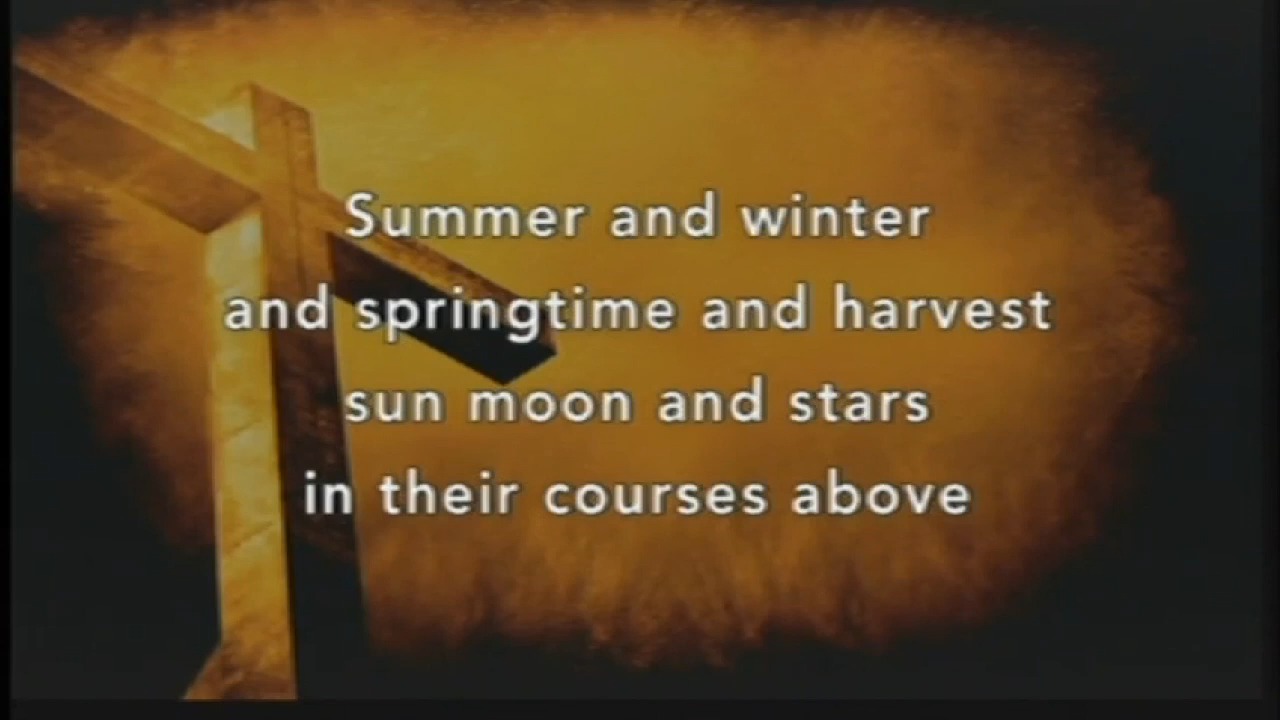 Summer and winter
and springtime and harvest
sun moon and stars
in their courses above